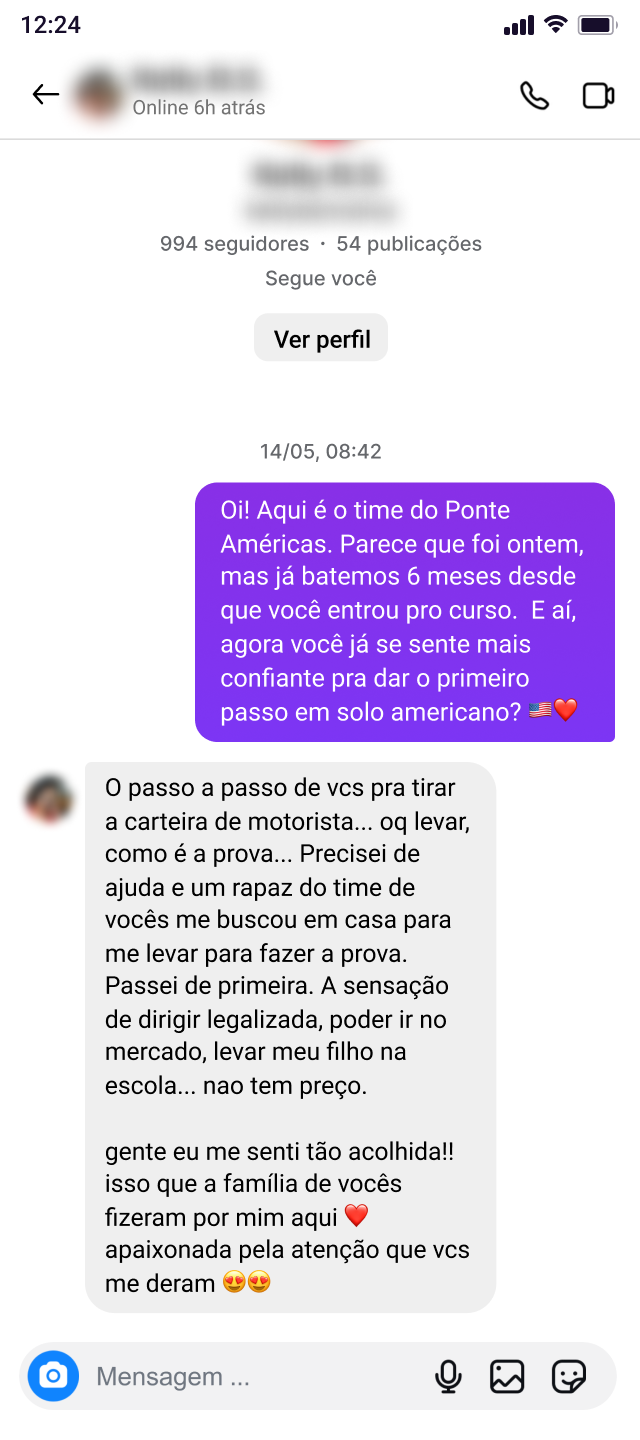 12:24
Online 6h atrás
994 seguidores · 54 publicações
Segue você
Ver perfil
14/05, 08:42
Oi! Aqui é o time do Ponte
Américas. Parece que foi ontem,
mas já batemos 6 meses desde
que você entrou pro curso.  E aí,
agora você já se sente mais
confiante pra dar o primeiro
passo em solo americano? 🇺🇸❤️
O passo a passo de vcs pra tirar
a carteira de motorista... oq levar,
como é a prova... Precisei de
ajuda e um rapaz do time de
vocês me buscou em casa para
me levar para fazer a prova.
Passei de primeira. A sensação
de dirigir legalizada, poder ir no
mercado, levar meu filho na
escola... nao tem preço.
gente eu me senti tão acolhida!!
isso que a família de vocês
fizeram por mim aqui ❤️
apaixonada pela atenção que vcs
me deram 😍😍
Mensagem ...